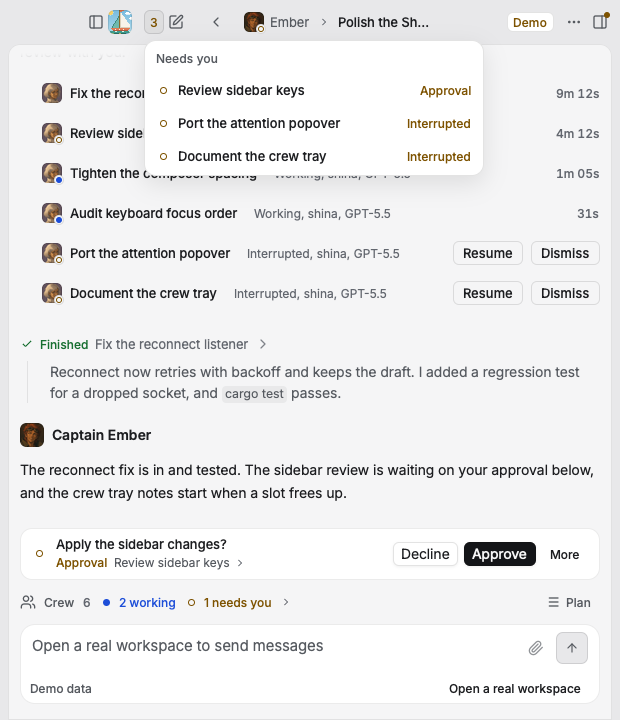 3
Ember
Polish the Sh...
Demo
Needs you
Review sidebar keys Approval
Port the attention popover Interrupted
Document the crew tray Interrupted
Fix the recon 9m 12s
Review side 4m 12s
Tighten the composer spacing Working, shina, GPT-5.5 1m 05s
Audit keyboard focus order Working, shina, GPT-5.5 31s
Port the attention popover Interrupted, shina, GPT-5.5 Resume Dismiss
Document the crew tray Interrupted, shina, GPT-5.5 Resume Dismiss
Finished Fix the reconnect listener
Reconnect now retries with backoff and keeps the draft. I added a regression test
for a dropped socket, and cargo test passes.
Captain Ember
The reconnect fix is in and tested. The sidebar review is waiting on your approval below,
and the crew tray notes start when a slot frees up.
Apply the sidebar changes?
Approval Review sidebar keys
Decline Approve More
Crew 6 2 working 1 needs you Plan
Open a real workspace to send messages
Demo data Open a real workspace